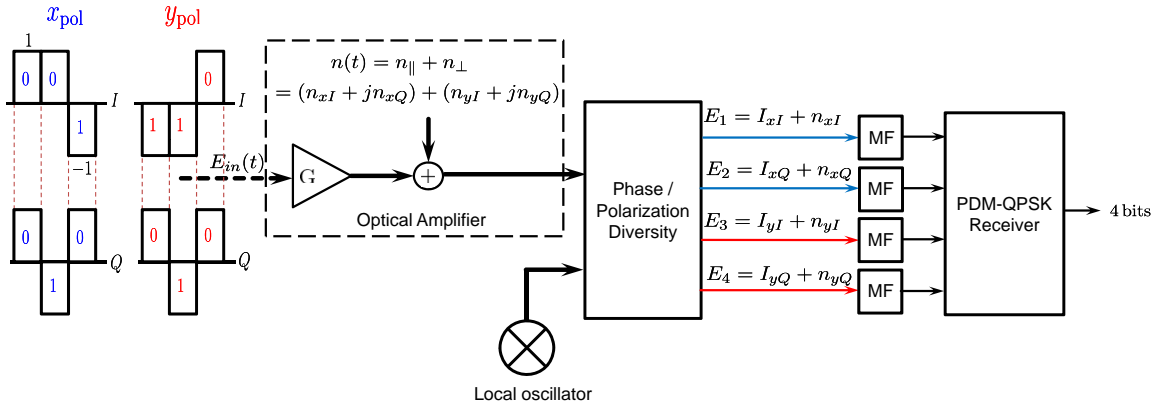 x_pol
y_pol
1
0 0
I
1
−1
0
I
1 1
0 0
Q
1
0 0
Q
1
E_in(t)
n(t) = n_∥ + n_⊥
= (n_xI + jn_xQ) + (n_yI + jn_yQ)
G
+
Optical Amplifier
Phase /
Polarization
Diversity
Local oscillator
E_1 = I_xI + n_xI
E_2 = I_xQ + n_xQ
E_3 = I_yI + n_yI
E_4 = I_yQ + n_yQ
MF
MF
MF
MF
PDM-QPSK
Receiver
4 bits